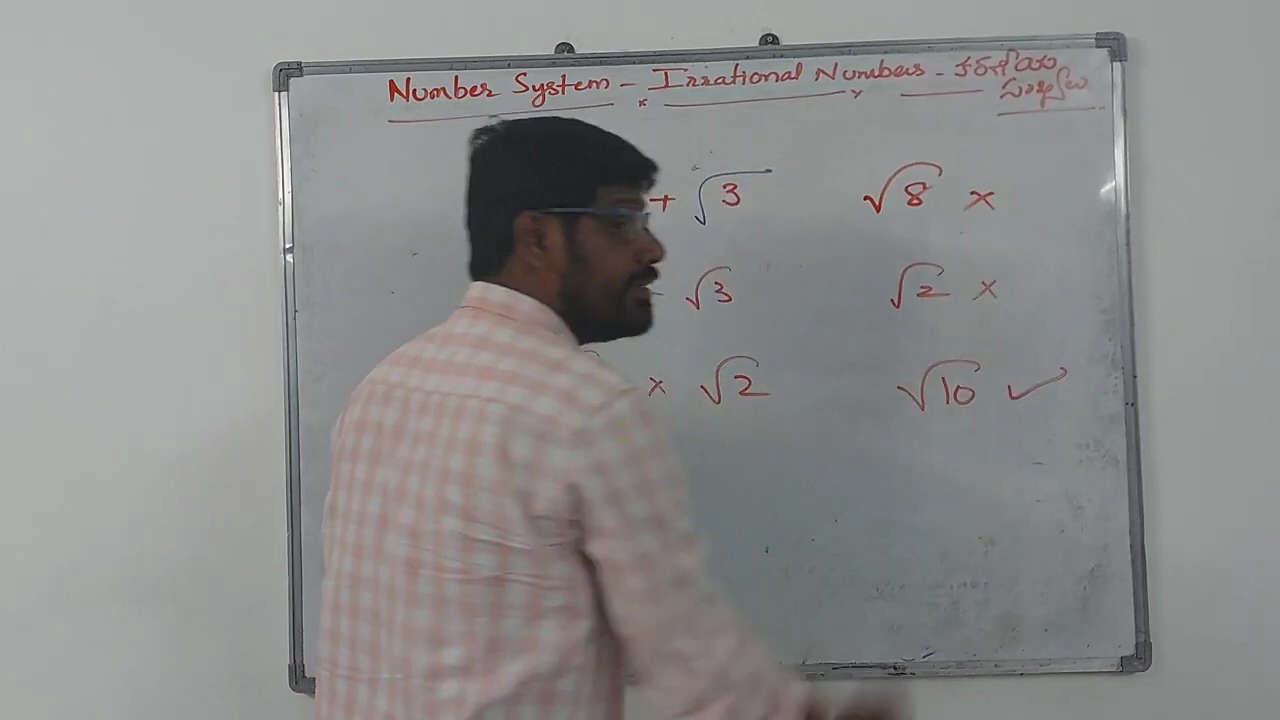 Number System - Irrational Numbers - కరణీయ
సంఖ్యలు
+ √3 √8 ×
- √3 √2 ×
× √2 √10 ✓